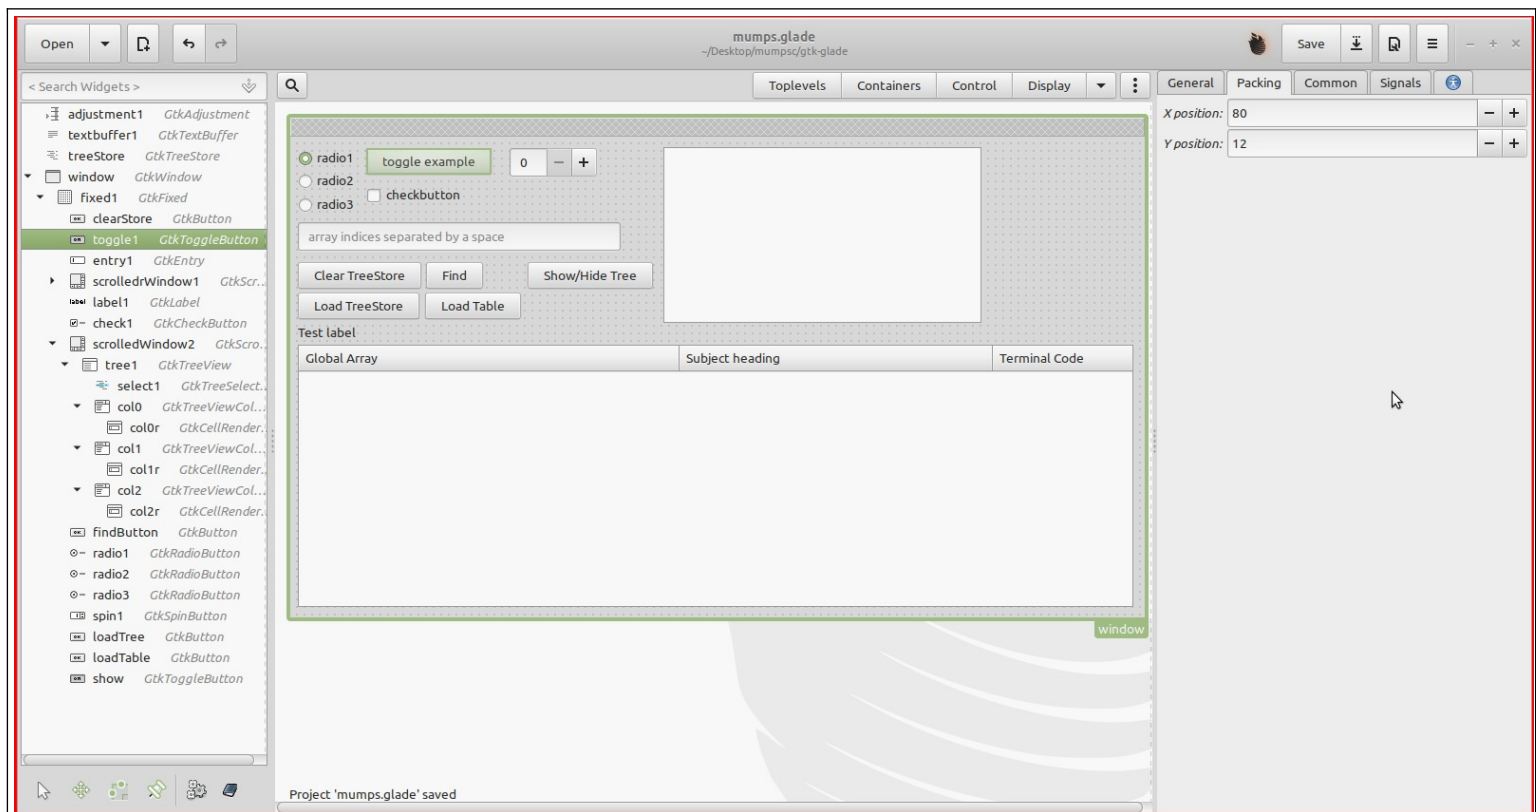 Open
mumps.glade
~/Desktop/mumpsc/gtk-glade
Save
< Search Widgets >
Toplevels Containers Control Display
General Packing Common Signals
adjustment1 GtkAdjustment
textbuffer1 GtkTextBuffer
treeStore GtkTreeStore
window GtkWindow
fixed1 GtkFixed
clearStore GtkButton
toggle1 GtkToggleButton
entry1 GtkEntry
scrolledrWindow1 GtkScr...
label1 GtkLabel
check1 GtkCheckButton
scrolledWindow2 GtkScro...
tree1 GtkTreeView
select1 GtkTreeSelect...
col0 GtkTreeViewCol...
col0r GtkCellRender...
col1 GtkTreeViewCol...
col1r GtkCellRender...
col2 GtkTreeViewCol...
col2r GtkCellRender...
findButton GtkButton
radio1 GtkRadioButton
radio2 GtkRadioButton
radio3 GtkRadioButton
spin1 GtkSpinButton
loadTree GtkButton
loadTable GtkButton
show GtkToggleButton
radio1 toggle example 0 − +
radio2
checkbutton
radio3
array indices separated by a space
Clear TreeStore Find Show/Hide Tree
Load TreeStore Load Table
Test label
Global Array Subject heading Terminal Code
window
Project 'mumps.glade' saved
X position: 80 − +
Y position: 12 − +